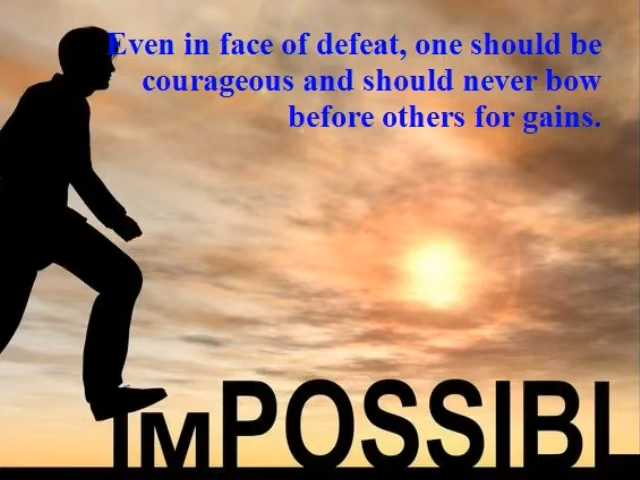 Even in face of defeat, one should be
courageous and should never bow
before others for gains.
IMPOSSIBL